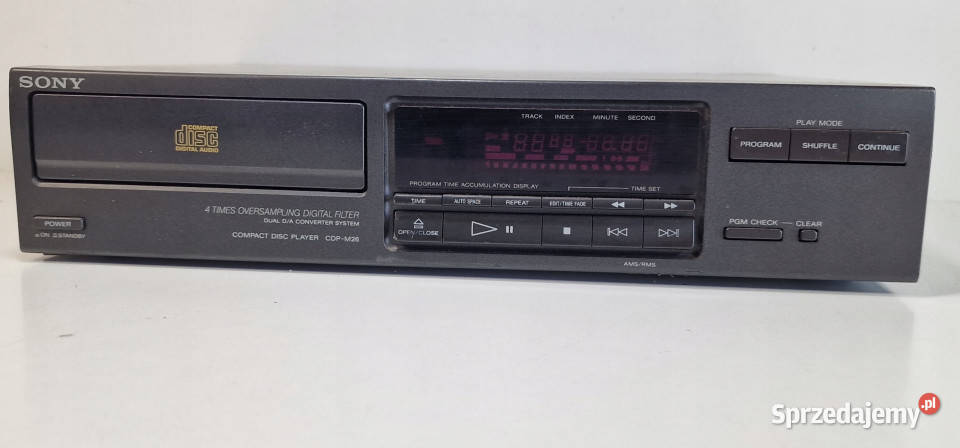 SONY
COMPACT
disc
DIGITAL AUDIO
4 TIMES OVERSAMPLING DIGITAL FILTER
DUAL D/A CONVERTER SYSTEM
COMPACT DISC PLAYER CDP-M26
POWER
ON STANDBY
TRACK INDEX MINUTE SECOND
PROGRAM TIME ACCUMULATION DISPLAY
TIME SET
TIME AUTO SPACE REPEAT EDIT/TIME FADE
OPEN/CLOSE
AMS/RMS
PLAY MODE
PROGRAM SHUFFLE CONTINUE
PGM CHECK CLEAR
Sprzedajemy.pl